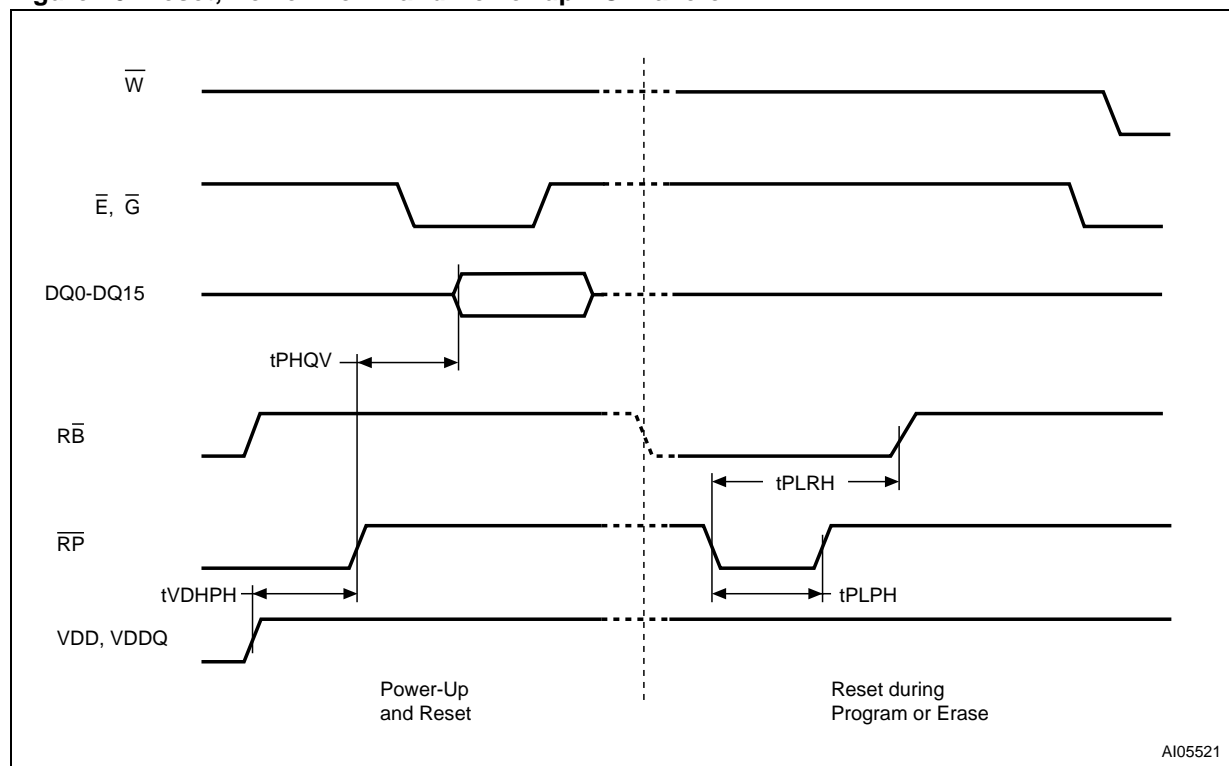 W̅
E̅, G̅
DQ0-DQ15
tPHQV
RB̅
tPLRH
R̅P̅
tVDHPH
tPLPH
VDD, VDDQ
Power-Up
and Reset
Reset during
Program or Erase
AI05521